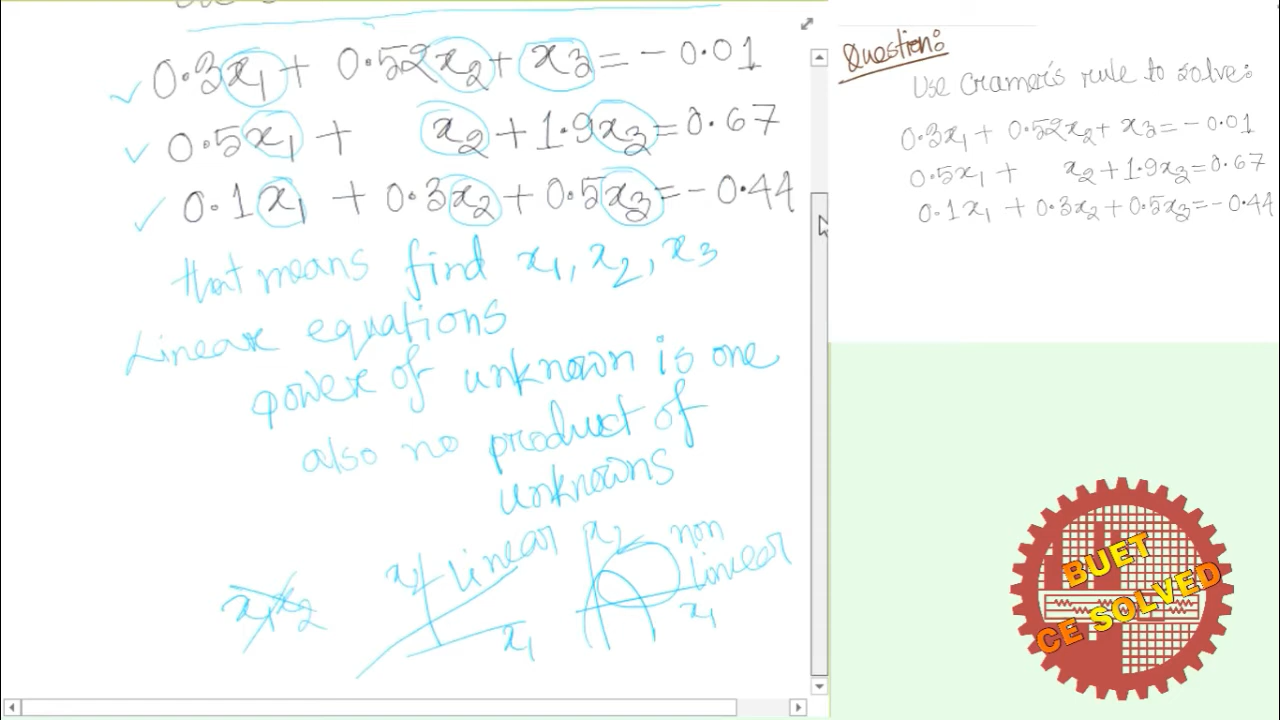 0.3x₁ + 0.52x₂ + x₃ = - 0.01
0.5x₁ + x₂ + 1.9x₃ = 0.67
0.1x₁ + 0.3x₂ + 0.5x₃ = - 0.44
that means find x₁, x₂, x₃
Linear equations
power of unknown is one
also no product of
unknowns
x₁x₂
x₂ Linear
x₁
x₂ non
Linear
x₁
Question:
Use Cramer's rule to solve:
0.3x₁ + 0.52x₂ + x₃ = - 0.01
0.5x₁ + x₂ + 1.9x₃ = 0.67
0.1x₁ + 0.3x₂ + 0.5x₃ = - 0.44
BUET
CE SOLVED